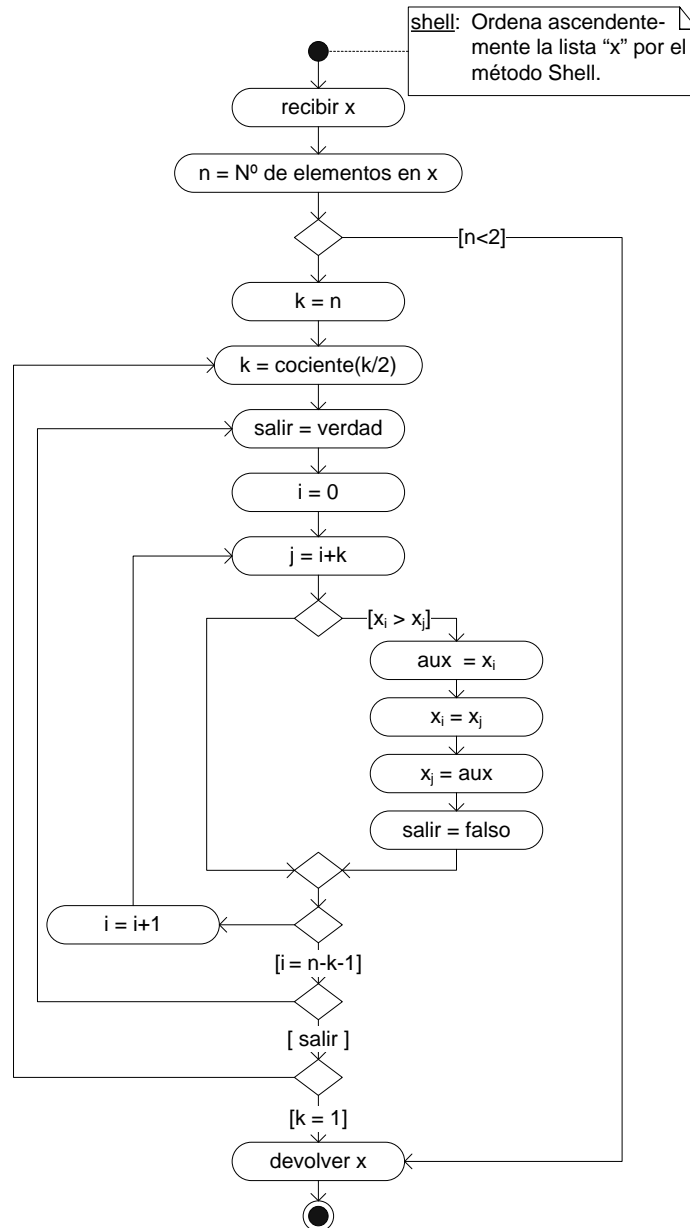 shell: Ordena ascendente-
mente la lista “x” por el
método Shell.
recibir x
n = Nº de elementos en x
[n<2]
k = n
k = cociente(k/2)
salir = verdad
i = 0
j = i+k
[xi > xj]
aux = xi
xi = xj
xj = aux
salir = falso
i = i+1
[i = n-k-1]
[ salir ]
[k = 1]
devolver x